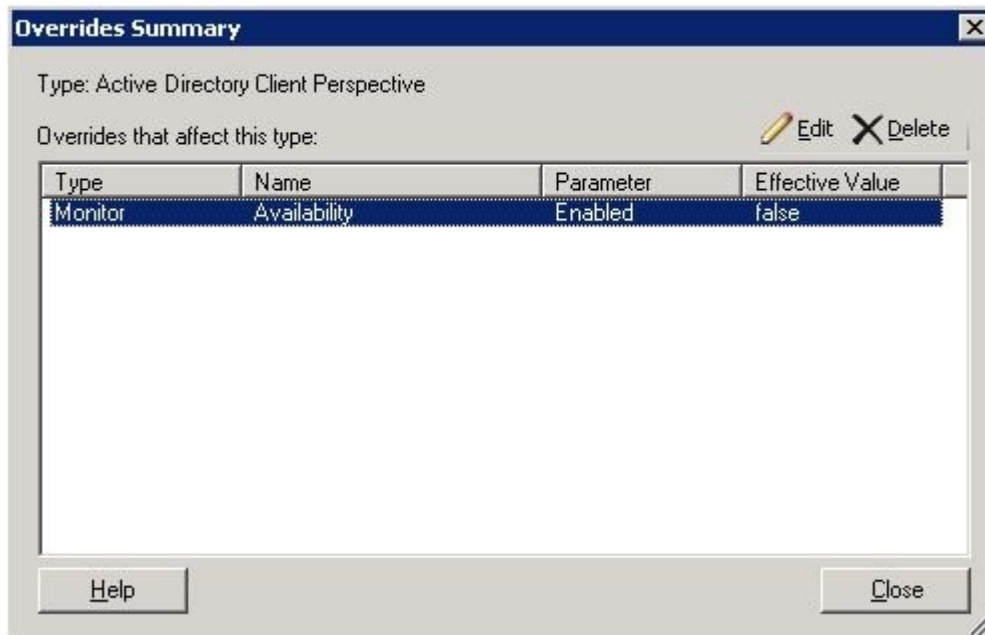 Overrides Summary
Type: Active Directory Client Perspective
Overrides that affect this type:
Edit Delete
Type Name Parameter Effective Value
Monitor Availability Enabled false
Help Close